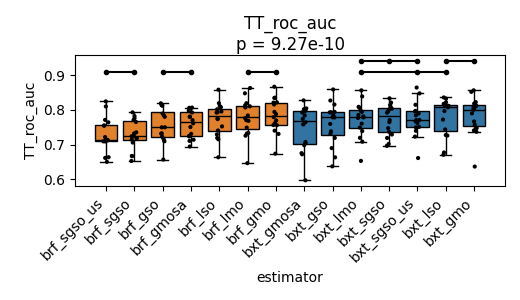 TT_roc_auc
p = 9.27e-10
TT_roc_auc
0.9
0.8
0.7
0.6
brf_sgso_us
brf_sgso
brf_gso
brf_gmosa
brf_lso
brf_lmo
brf_gmo
bxt_gmosa
bxt_gso
bxt_lmo
bxt_sgso
bxt_sgso_us
bxt_lso
bxt_gmo
estimator